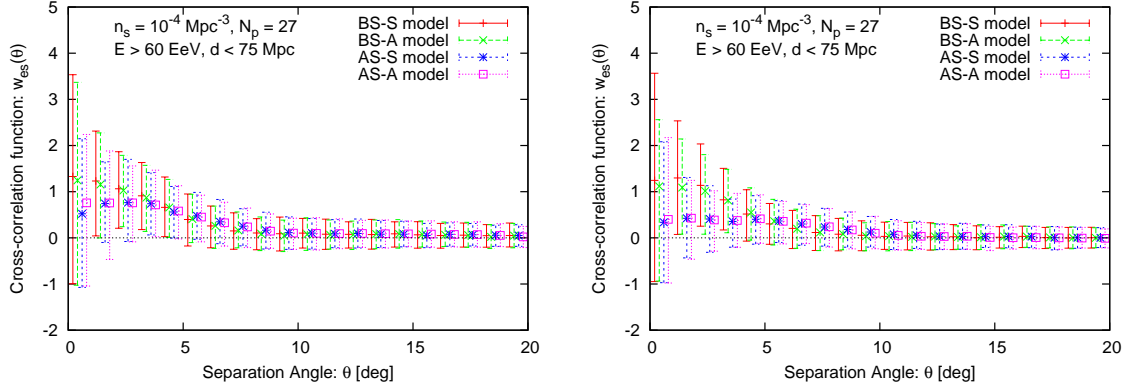 Cross-correlation function: w_es(θ)
5
4
3
2
1
0
-1
-2
n_s = 10^-4 Mpc^-3, N_p = 27
E > 60 EeV, d < 75 Mpc
BS-S model
BS-A model
AS-S model
AS-A model
0 5 10 15 20
Separation Angle: θ [deg]
Cross-correlation function: w_es(θ)
5
4
3
2
1
0
-1
-2
n_s = 10^-4 Mpc^-3, N_p = 27
E > 60 EeV, d < 75 Mpc
BS-S model
BS-A model
AS-S model
AS-A model
0 5 10 15 20
Separation Angle: θ [deg]